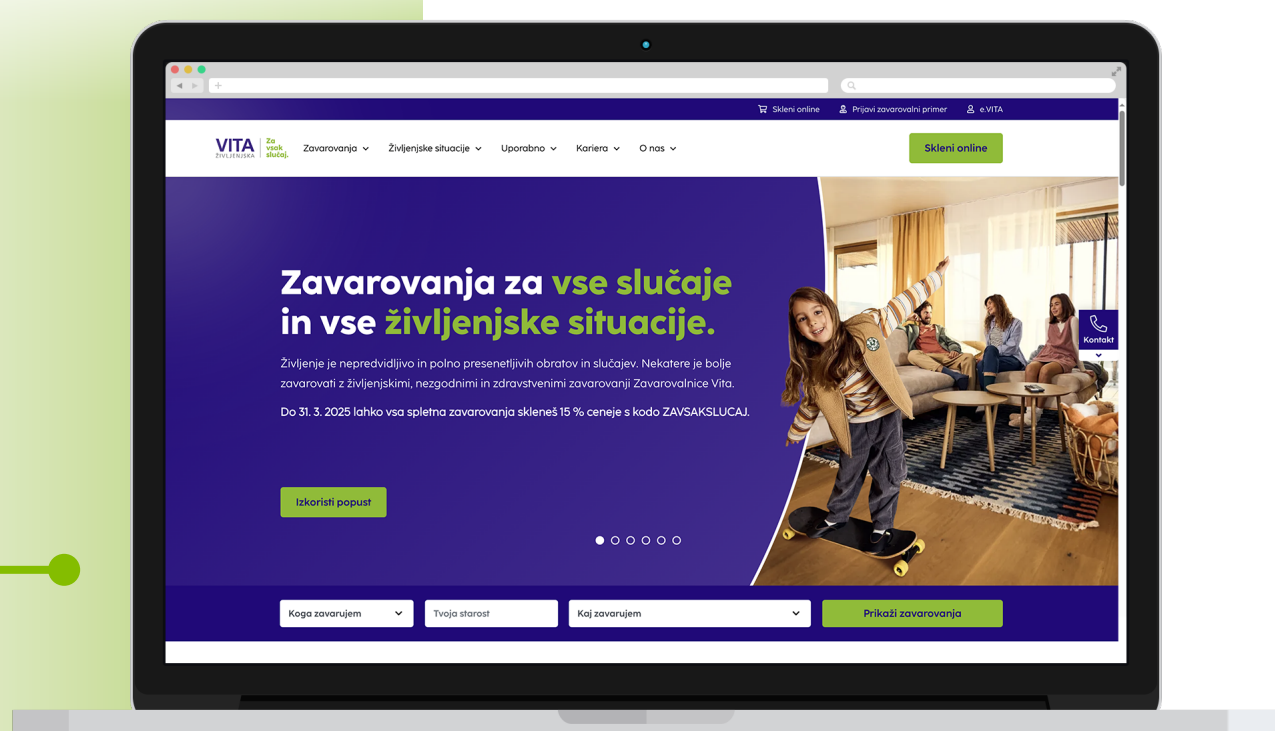 Skleni online
Prijavi zavarovalni primer
e.VITA
VITA
ŽIVLJENJSKA
Za
vsak
slučaj.
Zavarovanja
Življenjske situacije
Uporabno
Kariera
O nas
Skleni online
Zavarovanja za vse slučaje
in vse življenjske situacije.
Življenje je nepredvidljivo in polno presenetljivih obratov in slučajev. Nekatere je bolje
zavarovati z življenjskimi, nezgodnimi in zdravstvenimi zavarovanji Zavarovalnice Vita.
Do 31. 3. 2025 lahko vsa spletna zavarovanja skleneš 15 % ceneje s kodo ZAVSAKSLUCAJ.
Kontakt
Izkoristi popust
Koga zavarujem
Tvoja starost
Kaj zavarujem
Prikaži zavarovanja